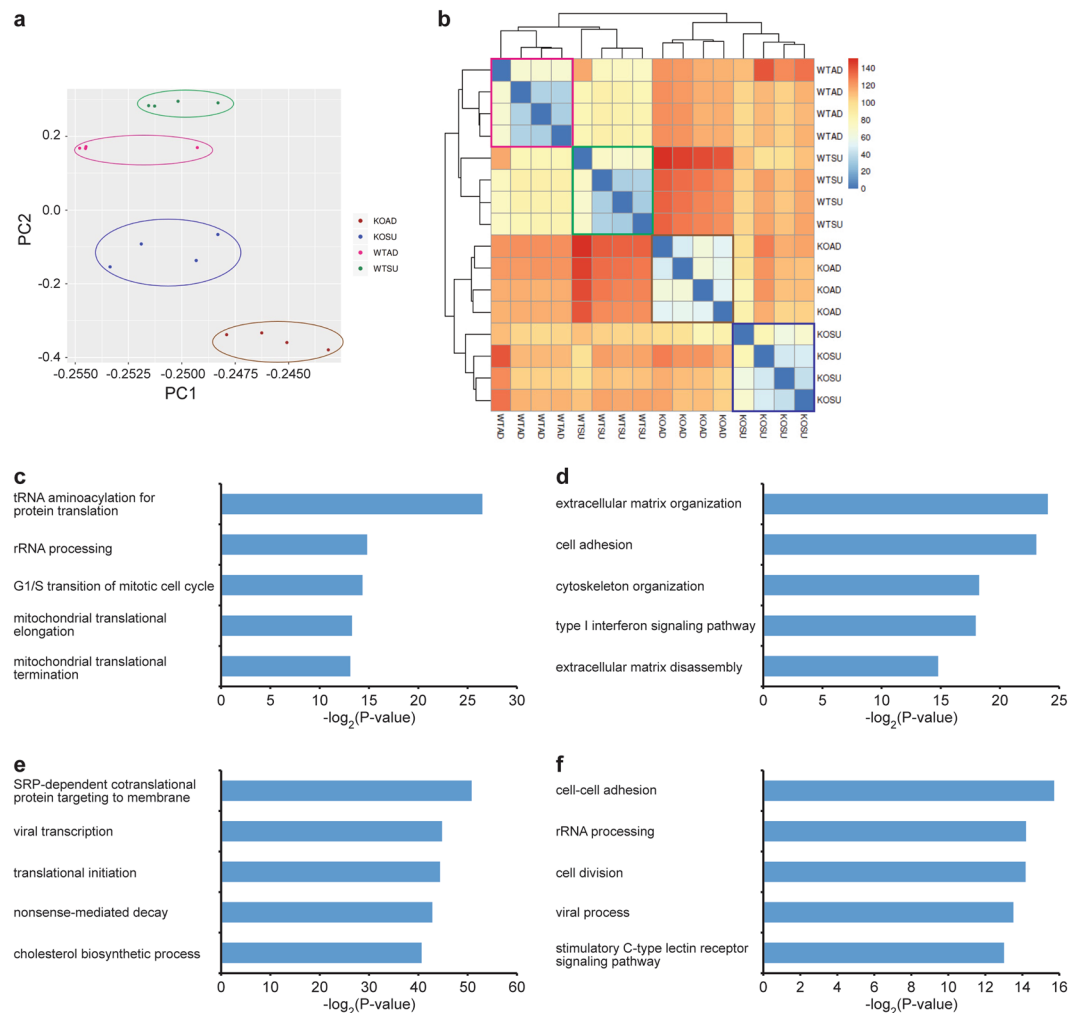 a
0.2
0.0
-0.2
-0.4
PC2
-0.2550
-0.2525
-0.2500
-0.2475
-0.2450
PC1
KOAD
KOSU
WTAD
WTSU
b
140
120
100
80
60
40
20
0
WTAD
WTAD
WTAD
WTAD
WTSU
WTSU
WTSU
WTSU
KOAD
KOAD
KOAD
KOAD
KOSU
KOSU
KOSU
KOSU
WTAD
WTAD
WTAD
WTAD
WTSU
WTSU
WTSU
WTSU
KOAD
KOAD
KOAD
KOAD
KOSU
KOSU
KOSU
KOSU
c
tRNA aminoacylation for
protein translation
rRNA processing
G1/S transition of mitotic cell cycle
mitochondrial translational
elongation
mitochondrial translational
termination
0 5 10 15 20 25 30
-log2(P-value)
d
extracellular matrix organization
cell adhesion
cytoskeleton organization
type I interferon signaling pathway
extracellular matrix disassembly
0 5 10 15 20 25
-log2(P-value)
e
SRP-dependent cotranslational
protein targeting to membrane
viral transcription
translational initiation
nonsense-mediated decay
cholesterol biosynthetic process
0 10 20 30 40 50 60
-log2(P-value)
f
cell-cell adhesion
rRNA processing
cell division
viral process
stimulatory C-type lectin receptor
signaling pathway
0 2 4 6 8 10 12 14 16
-log2(P-value)